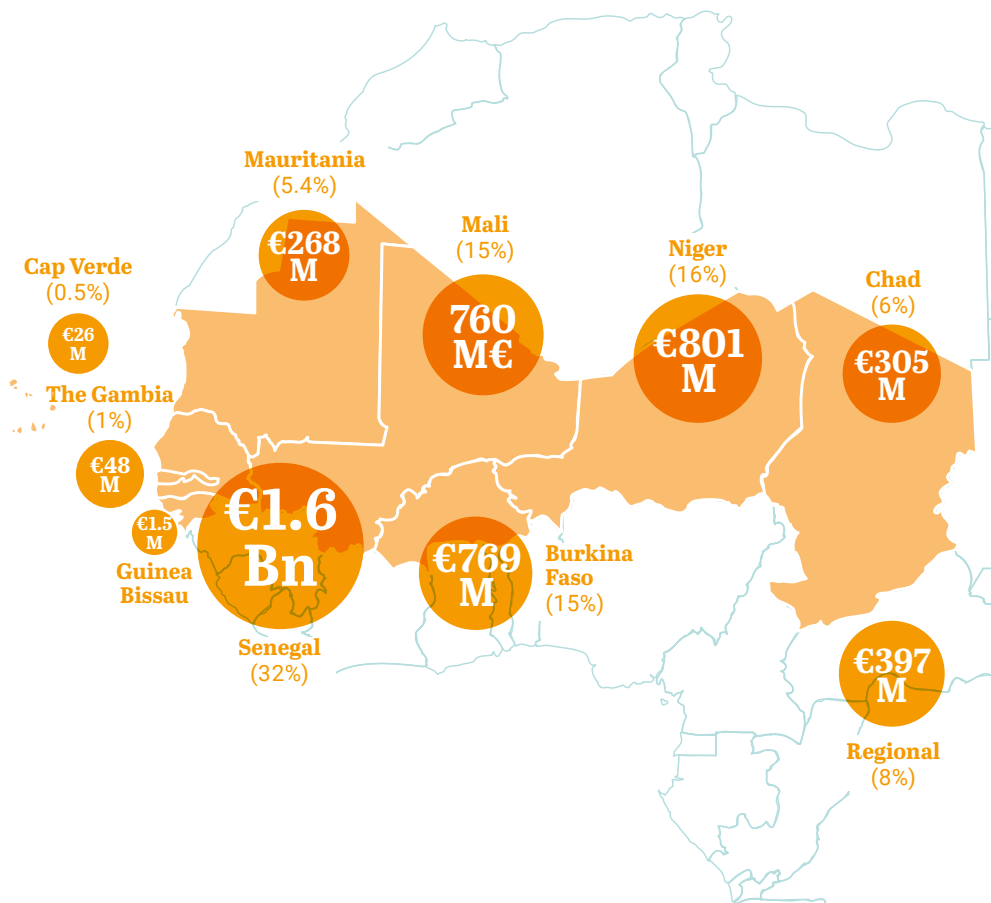 Mauritania
(5.4%)
€268
M
Mali
(15%)
760
M€
Niger
(16%)
€801
M
Chad
(6%)
€305
M
Cap Verde
(0.5%)
€26
M
The Gambia
(1%)
€48
M
€1.5
M
Guinea
Bissau
€1.6
Bn
Senegal
(32%)
€769
M
Burkina
Faso
(15%)
€397
M
Regional
(8%)